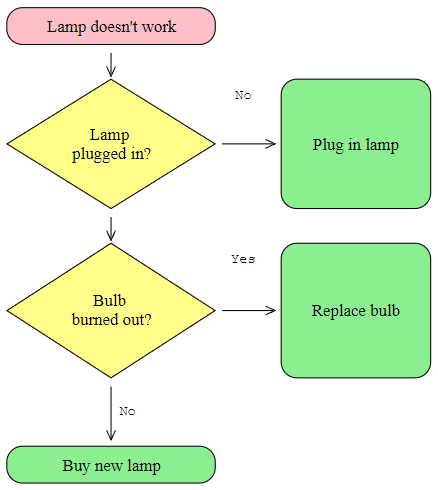 Lamp doesn't work
No
Lamp
plugged in?
Plug in lamp
Yes
Bulb
burned out?
Replace bulb
No
Buy new lamp